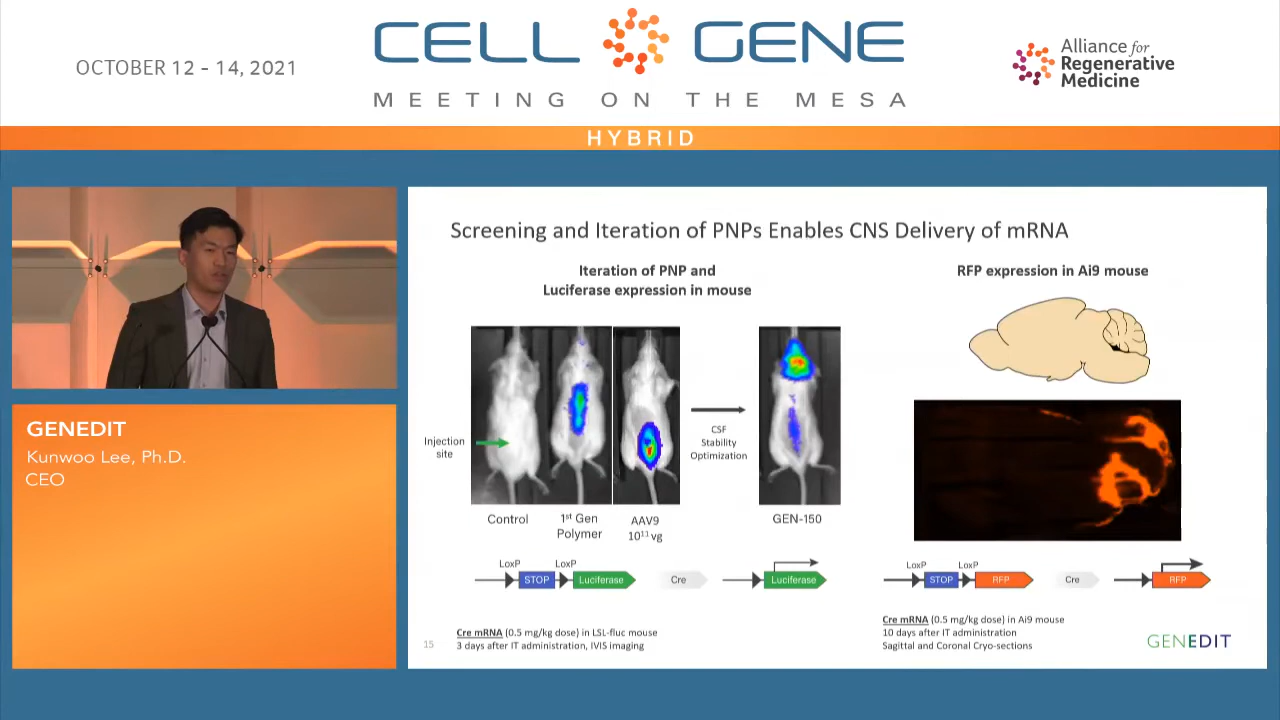 OCTOBER 12 - 14, 2021
CELL GENE
MEETING ON THE MESA
Alliance for
Regenerative
Medicine
HYBRID
GENEDIT
Kunwoo Lee, Ph.D.
CEO
Screening and Iteration of PNPs Enables CNS Delivery of mRNA
Iteration of PNP and
Luciferase expression in mouse
Injection
site
Control
1st Gen
Polymer
AAV9
10^11 vg
CSF
Stability
Optimization
GEN-150
LoxP
LoxP
STOP
Luciferase
Cre
Luciferase
Cre mRNA (0.5 mg/kg dose) in LSL-fluc mouse
3 days after IT administration, IVIS imaging
15
RFP expression in Ai9 mouse
LoxP
LoxP
STOP
RFP
Cre
RFP
Cre mRNA (0.5 mg/kg dose) in Ai9 mouse
10 days after IT administration
Sagittal and Coronal Cryo-sections
GENEDIT